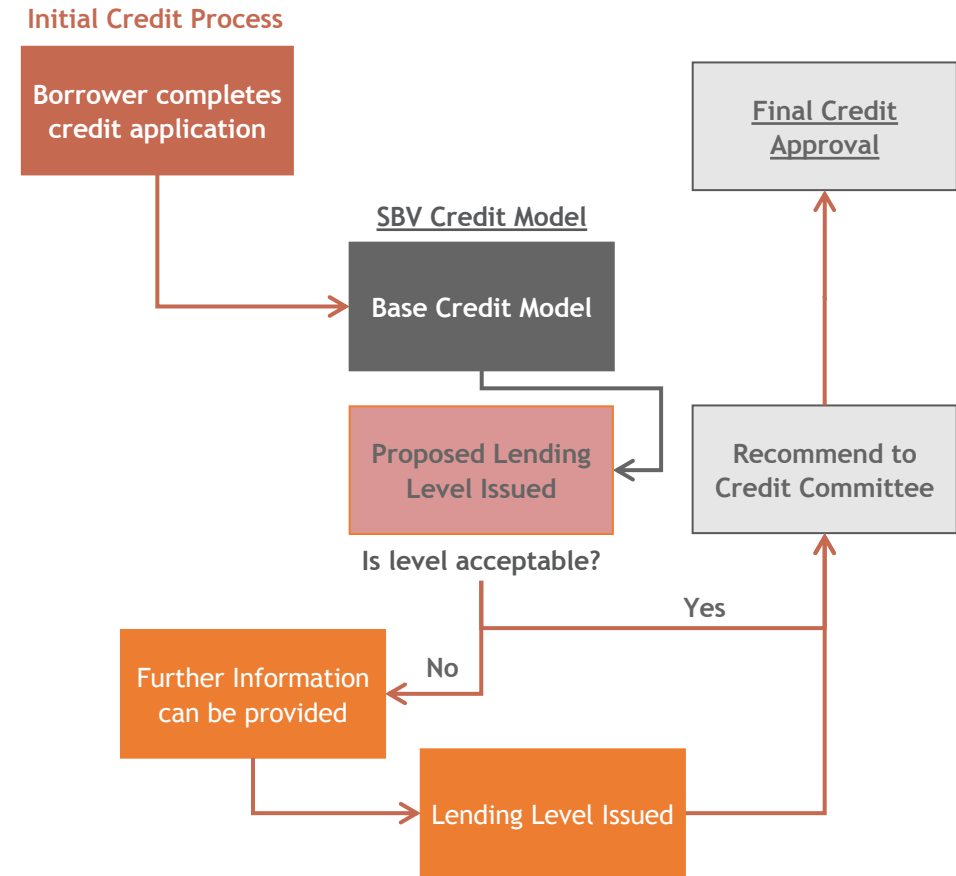 Initial Credit Process
Borrower completes
credit application
Final Credit
Approval
SBV Credit Model
Base Credit Model
Proposed Lending
Level Issued
Recommend to
Credit Committee
Is level acceptable?
Yes
No
Further Information
can be provided
Lending Level Issued